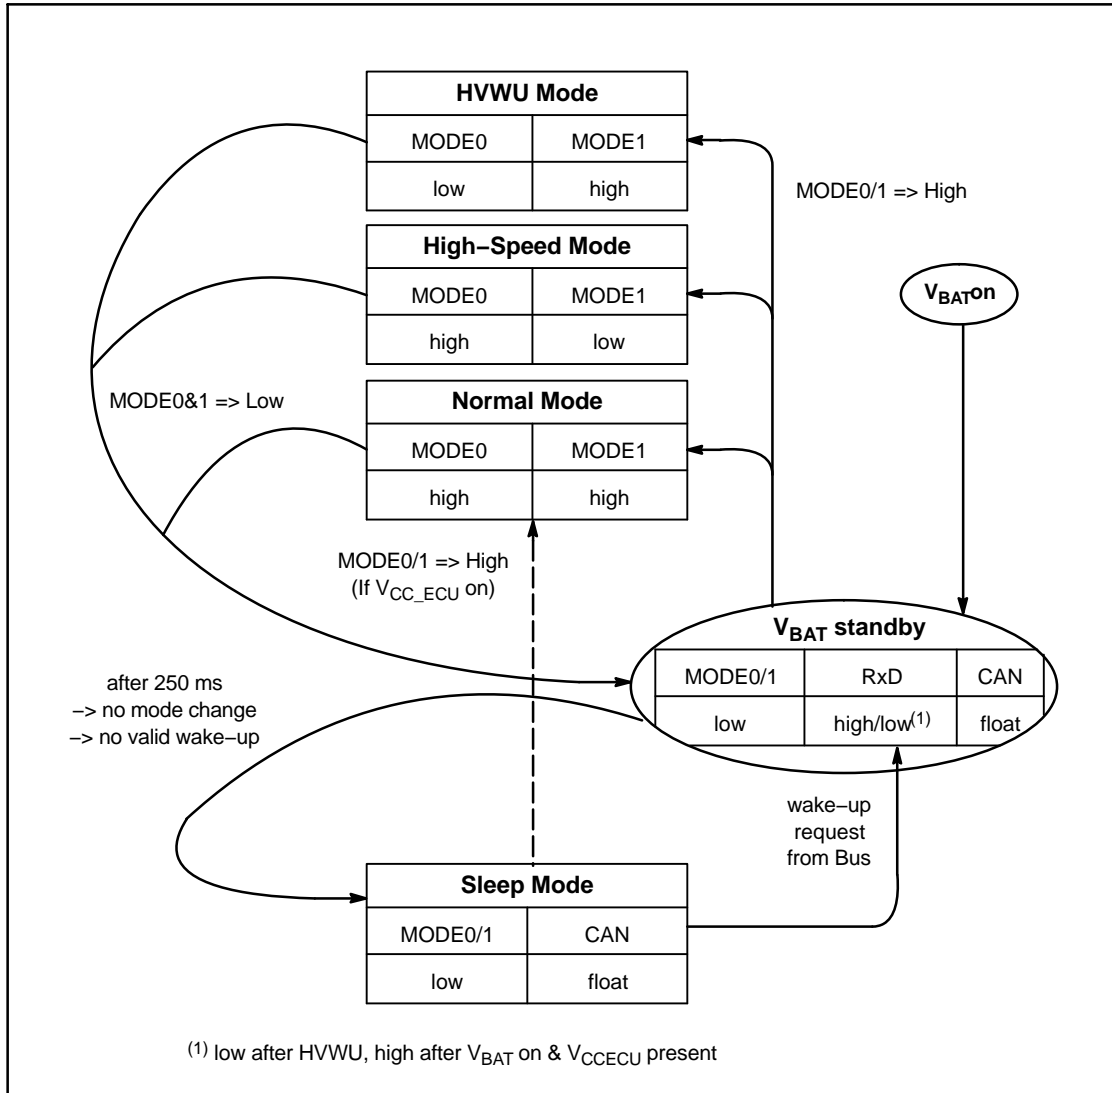 HVWU Mode
MODE0 MODE1
low high
MODE0/1 => High
High−Speed Mode
MODE0 MODE1
high low
VBATon
MODE0&1 => Low
Normal Mode
MODE0 MODE1
high high
MODE0/1 => High
(If VCC_ECU on)
VBAT standby
MODE0/1 RxD CAN
low high/low(1) float
after 250 ms
−> no mode change
−> no valid wake−up
wake−up
request
from Bus
Sleep Mode
MODE0/1 CAN
low float
(1) low after HVWU, high after VBAT on & VCCECU present